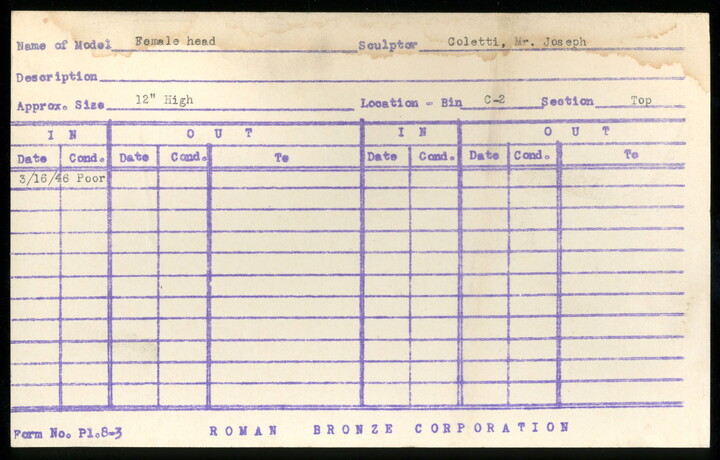 Name of Model Female head Sculptor Coletti, Mr. Joseph
Description
Approx. Size 12" High Location - Bin C-2 Section Top
IN OUT IN OUT
Date Cond. Date Cond. To Date Cond. Date Cond. To
3/16/46 Poor
Form No. Pl.8-3 ROMAN BRONZE CORPORATION